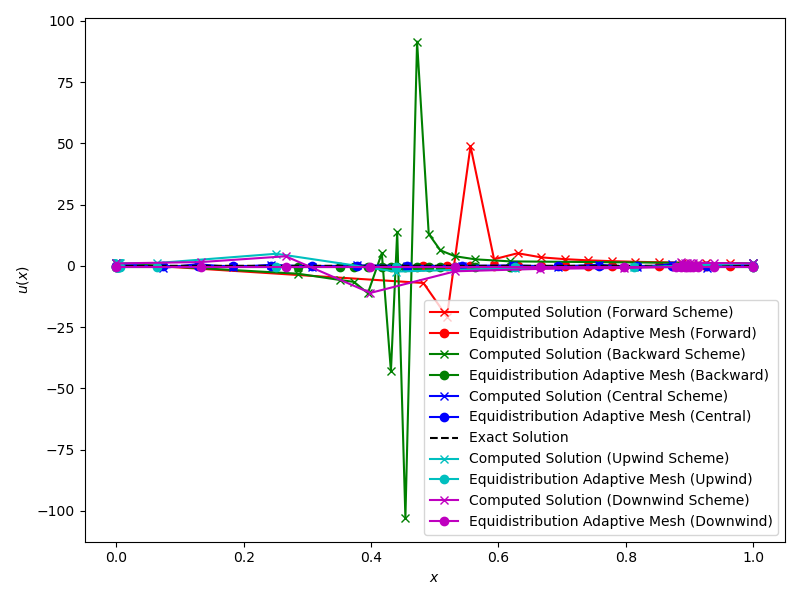 100
75
50
25
0
−25
−50
−75
−100
u(x)
0.0
0.2
0.4
0.6
0.8
1.0
x
Computed Solution (Forward Scheme)
Equidistribution Adaptive Mesh (Forward)
Computed Solution (Backward Scheme)
Equidistribution Adaptive Mesh (Backward)
Computed Solution (Central Scheme)
Equidistribution Adaptive Mesh (Central)
Exact Solution
Computed Solution (Upwind Scheme)
Equidistribution Adaptive Mesh (Upwind)
Computed Solution (Downwind Scheme)
Equidistribution Adaptive Mesh (Downwind)